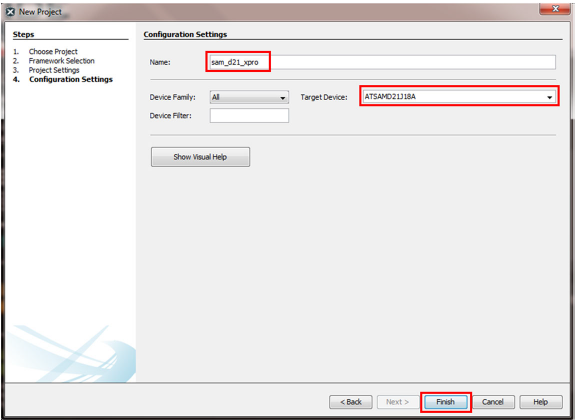 New Project
Steps
1. Choose Project
2. Framework Selection
3. Project Settings
4. Configuration Settings
Configuration Settings
Name: sam_d21_xpro
Device Family: All Target Device: ATSAMD21J18A
Device Filter:
Show Visual Help
< Back Next > Finish Cancel Help